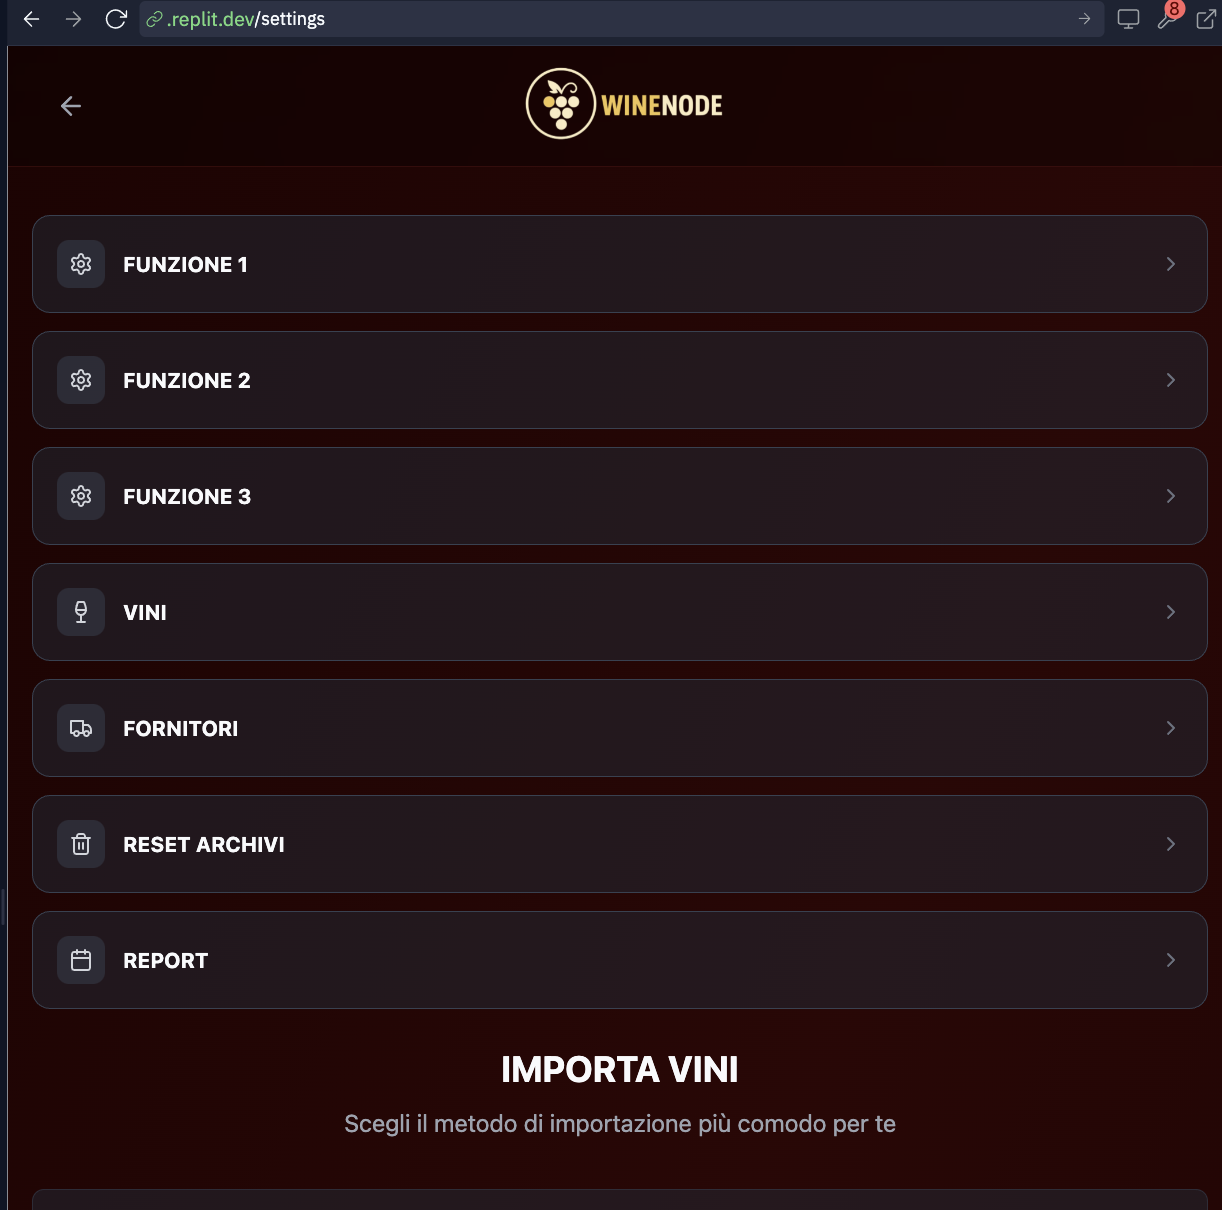 .replit.dev/settings
8
WINENODE
FUNZIONE 1
FUNZIONE 2
FUNZIONE 3
VINI
FORNITORI
RESET ARCHIVI
REPORT
IMPORTA VINI
Scegli il metodo di importazione più comodo per te